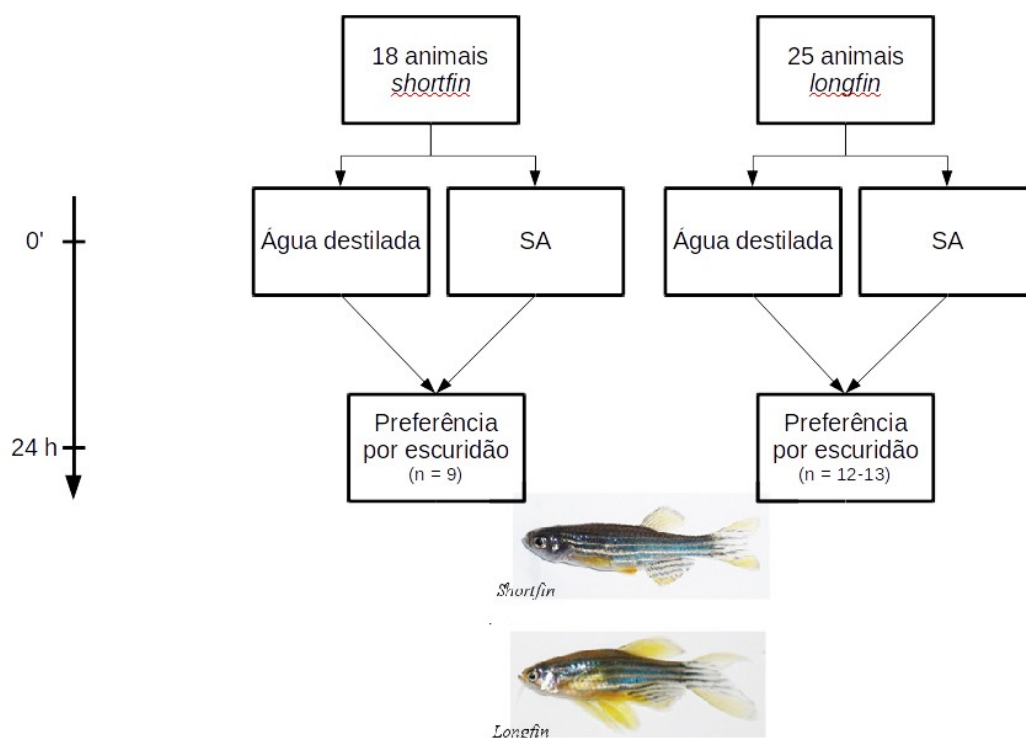 18 animais
shortfin
25 animais
longfin
0'
Água destilada
SA
Água destilada
SA
24 h
Preferência
por escuridão
(n = 9)
Preferência
por escuridão
(n = 12-13)
Shortfin
Longfin